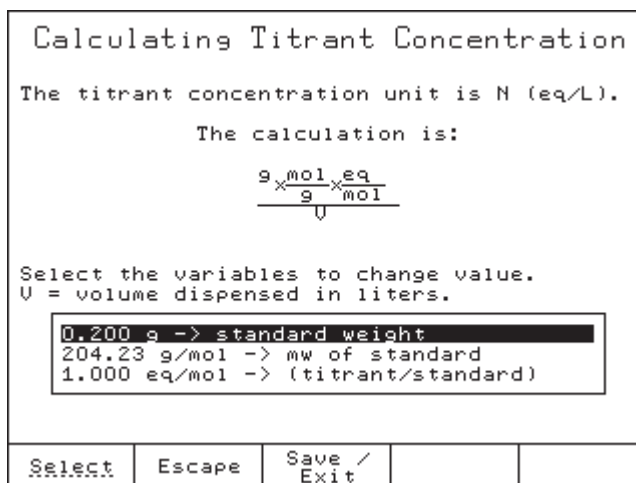 Calculating Titrant Concentration
The titrant concentration unit is N (eq/L).
The calculation is:
g×mol/g×eq/mol
V
Select the variables to change value.
V = volume dispensed in liters.
0.200 g -> standard weight
204.23 g/mol -> mw of standard
1.000 eq/mol -> (titrant/standard)
Select Escape Save / Exit